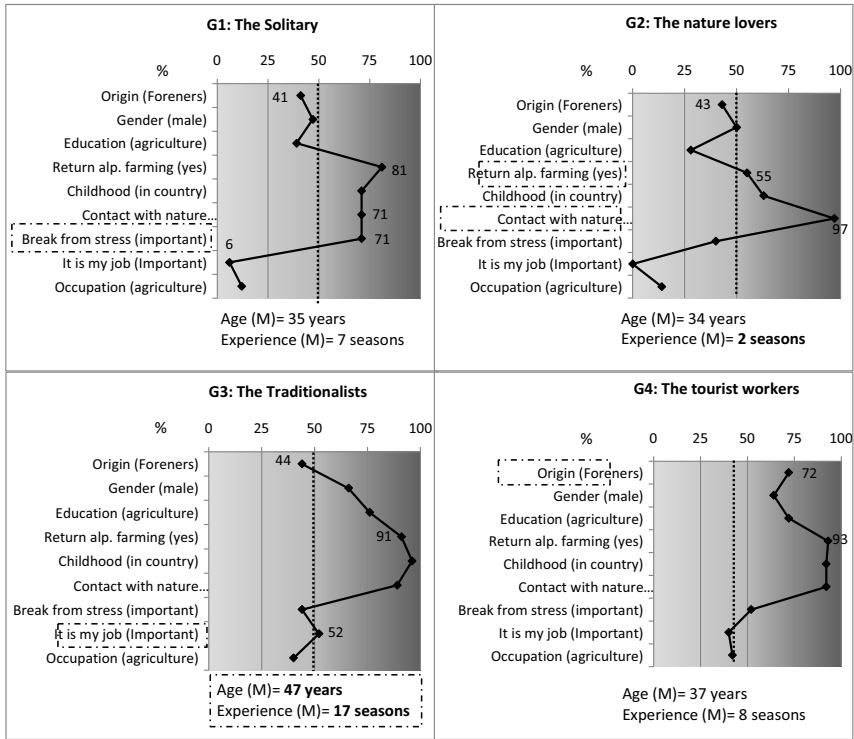 G1: The Solitary
% 0 25 50 75 100
Origin (Foreners) 41
Gender (male)
Education (agriculture)
Return alp. farming (yes) 81
Childhood (in country)
Contact with nature... 71
Break from stress (important) 71
It is my job (Important) 6
Occupation (agriculture)
Age (M)= 35 years
Experience (M)= 7 seasons
G2: The nature lovers
% 0 25 50 75 100
Origin (Foreners) 43
Gender (male)
Education (agriculture)
Return alp. farming (yes) 55
Childhood (in country)
Contact with nature... 97
Break from stress (important)
It is my job (Important)
Occupation (agriculture)
Age (M)= 34 years
Experience (M)= 2 seasons
G3: The Traditionalists
% 0 25 50 75 100
Origin (Foreners) 44
Gender (male)
Education (agriculture)
Return alp. farming (yes) 91
Childhood (in country)
Contact with nature...
Break from stress (important)
It is my job (Important) 52
Occupation (agriculture)
Age (M)= 47 years
Experience (M)= 17 seasons
G4: The tourist workers
% 0 25 50 75 100
Origin (Foreners) 72
Gender (male)
Education (agriculture)
Return alp. farming (yes) 93
Childhood (in country)
Contact with nature...
Break from stress (important)
It is my job (Important)
Occupation (agriculture)
Age (M)= 37 years
Experience (M)= 8 seasons